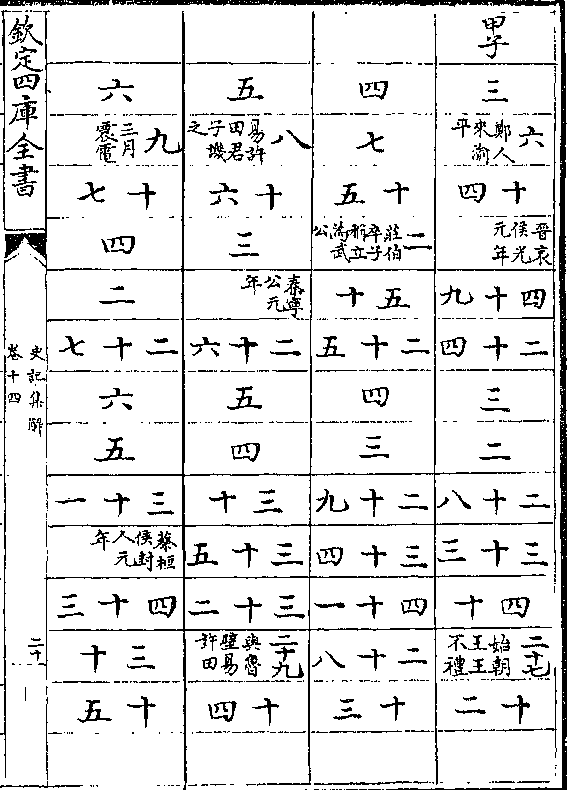 甲子
三
六 鄭人來渝平
十四
晉哀侯光元年
四十九
二十四
三
二
二十八
三十三
四十
二十七 始朝王王不禮
十二
四
七
十五
二 莊伯卒子稱立為武公
五十
二十五
四
三
二十九
三十四
四十一
二十八
十三
五
八 易許田君子譏之
十六
三
秦寧公元年
二十六
五
四
三十
三十五
三十二
二十九 與魯璧易許田
十四
六
九 三月震電
十七
四
二
二十七
六
五
三十一
蔡桓侯封人元年
四十三
三十
十五
欽定四庫全書
史記集解
卷十四
二十一